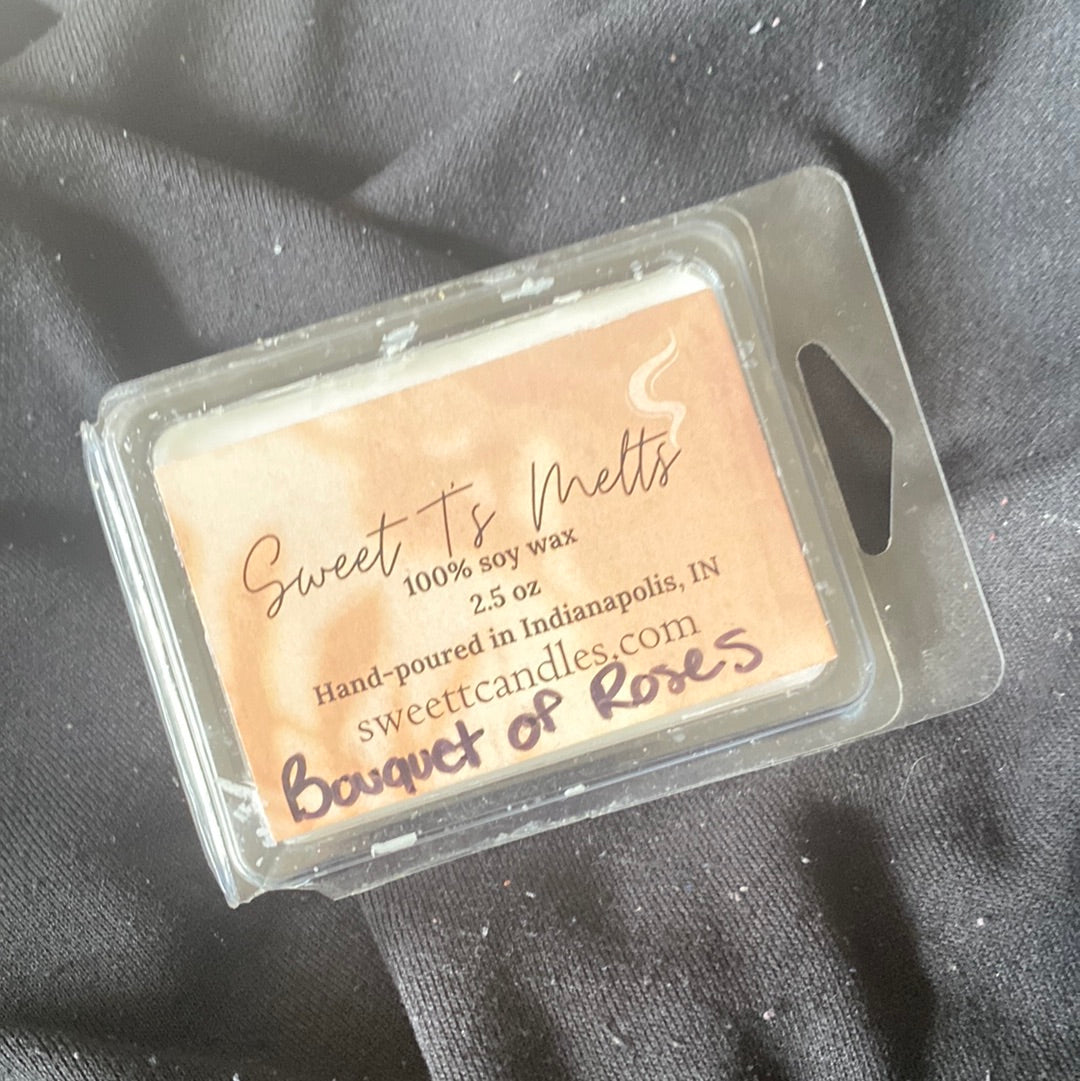 Sweet T's Melts
100% soy wax
2.5 oz
Hand-poured in Indianapolis, IN
sweettcandles.com
Bouquet of Roses